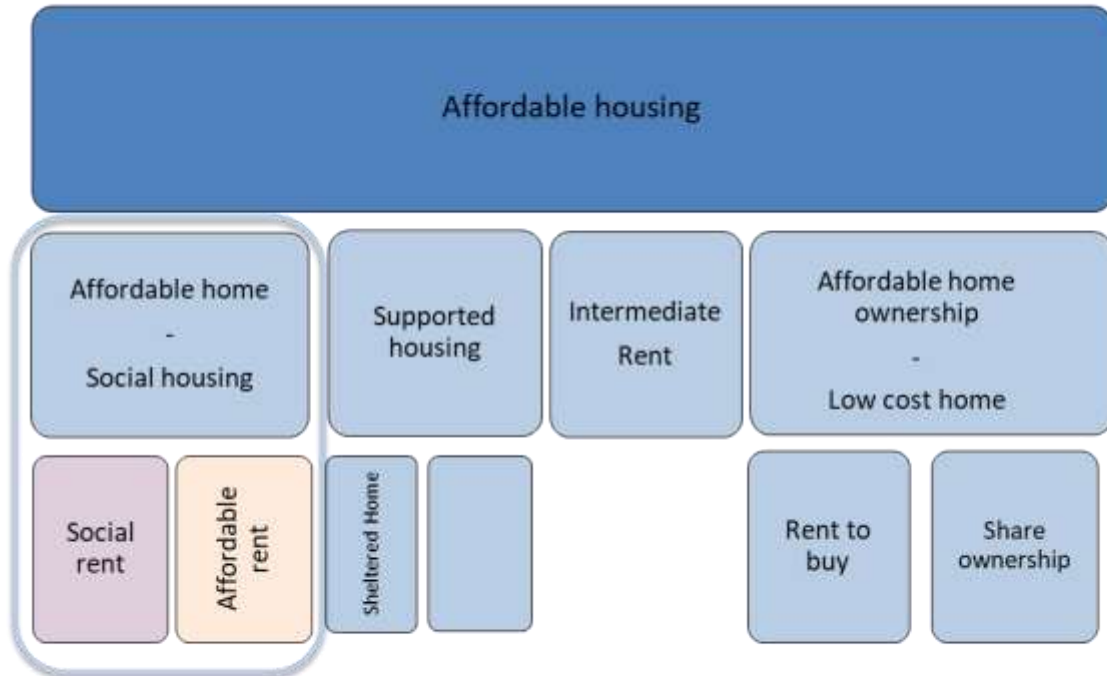 Affordable housing
Affordable home
-
Social housing
Supported
housing
Intermediate
Rent
Affordable home
ownership
-
Low cost home
Social
rent
Affordable
rent
Sheltered Home
Rent to
buy
Share
ownership